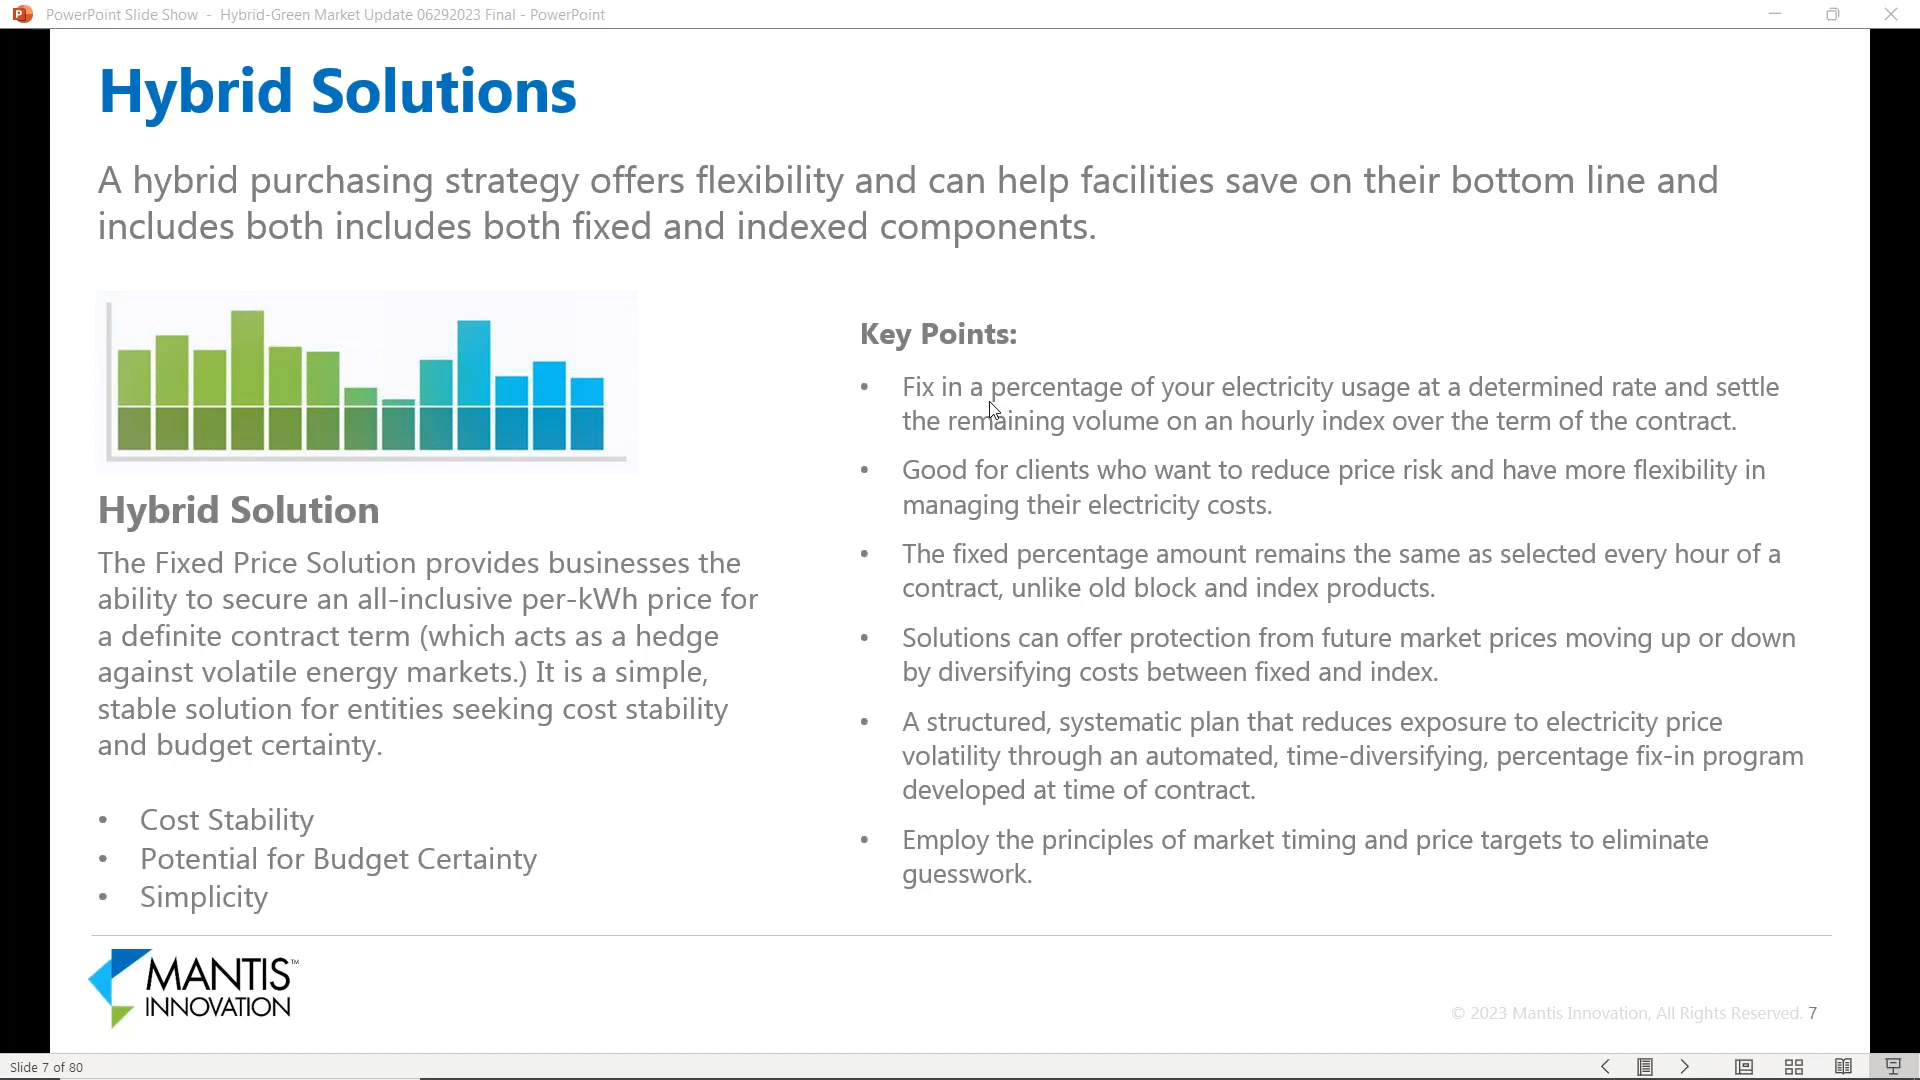 PowerPoint Slide Show - Hybrid-Green Market Update 06292023 Final - PowerPoint
Hybrid Solutions
A hybrid purchasing strategy offers flexibility and can help facilities save on their bottom line and
includes both includes both fixed and indexed components.
Hybrid Solution
The Fixed Price Solution provides businesses the
ability to secure an all-inclusive per-kWh price for
a definite contract term (which acts as a hedge
against volatile energy markets.) It is a simple,
stable solution for entities seeking cost stability
and budget certainty.
• Cost Stability
• Potential for Budget Certainty
• Simplicity
Key Points:
• Fix in a percentage of your electricity usage at a determined rate and settle
the remaining volume on an hourly index over the term of the contract.
• Good for clients who want to reduce price risk and have more flexibility in
managing their electricity costs.
• The fixed percentage amount remains the same as selected every hour of a
contract, unlike old block and index products.
• Solutions can offer protection from future market prices moving up or down
by diversifying costs between fixed and index.
• A structured, systematic plan that reduces exposure to electricity price
volatility through an automated, time-diversifying, percentage fix-in program
developed at time of contract.
• Employ the principles of market timing and price targets to eliminate
guesswork.
MANTIS™
INNOVATION
© 2023 Mantis Innovation, All Rights Reserved. 7
Slide 7 of 80